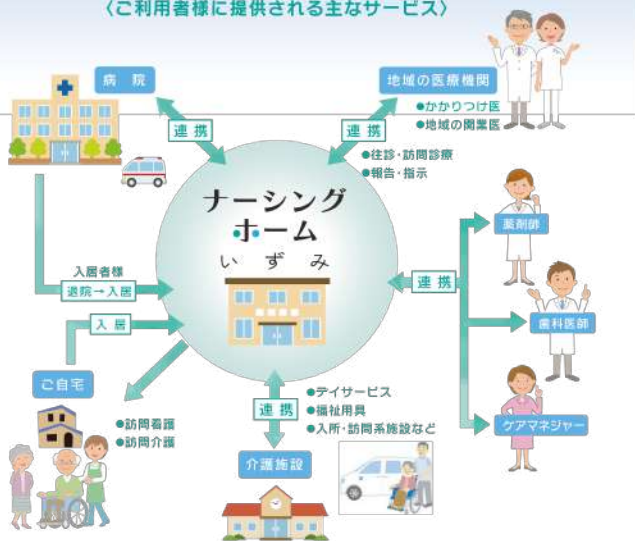 〈ご利用者様に提供される主なサービス〉
病院
地域の医療機関
●かかりつけ医
●地域の開業医
連携
連携
●往診・訪問診療
●報告・指示
ナーシング
ホーム
いずみ
薬剤師
入居者様
退院→入居
連携
入居
歯科医師
ご自宅
●訪問看護
●訪問介護
連携
●デイサービス
●福祉用具
●入所・訪問系施設など
ケアマネジャー
介護施設